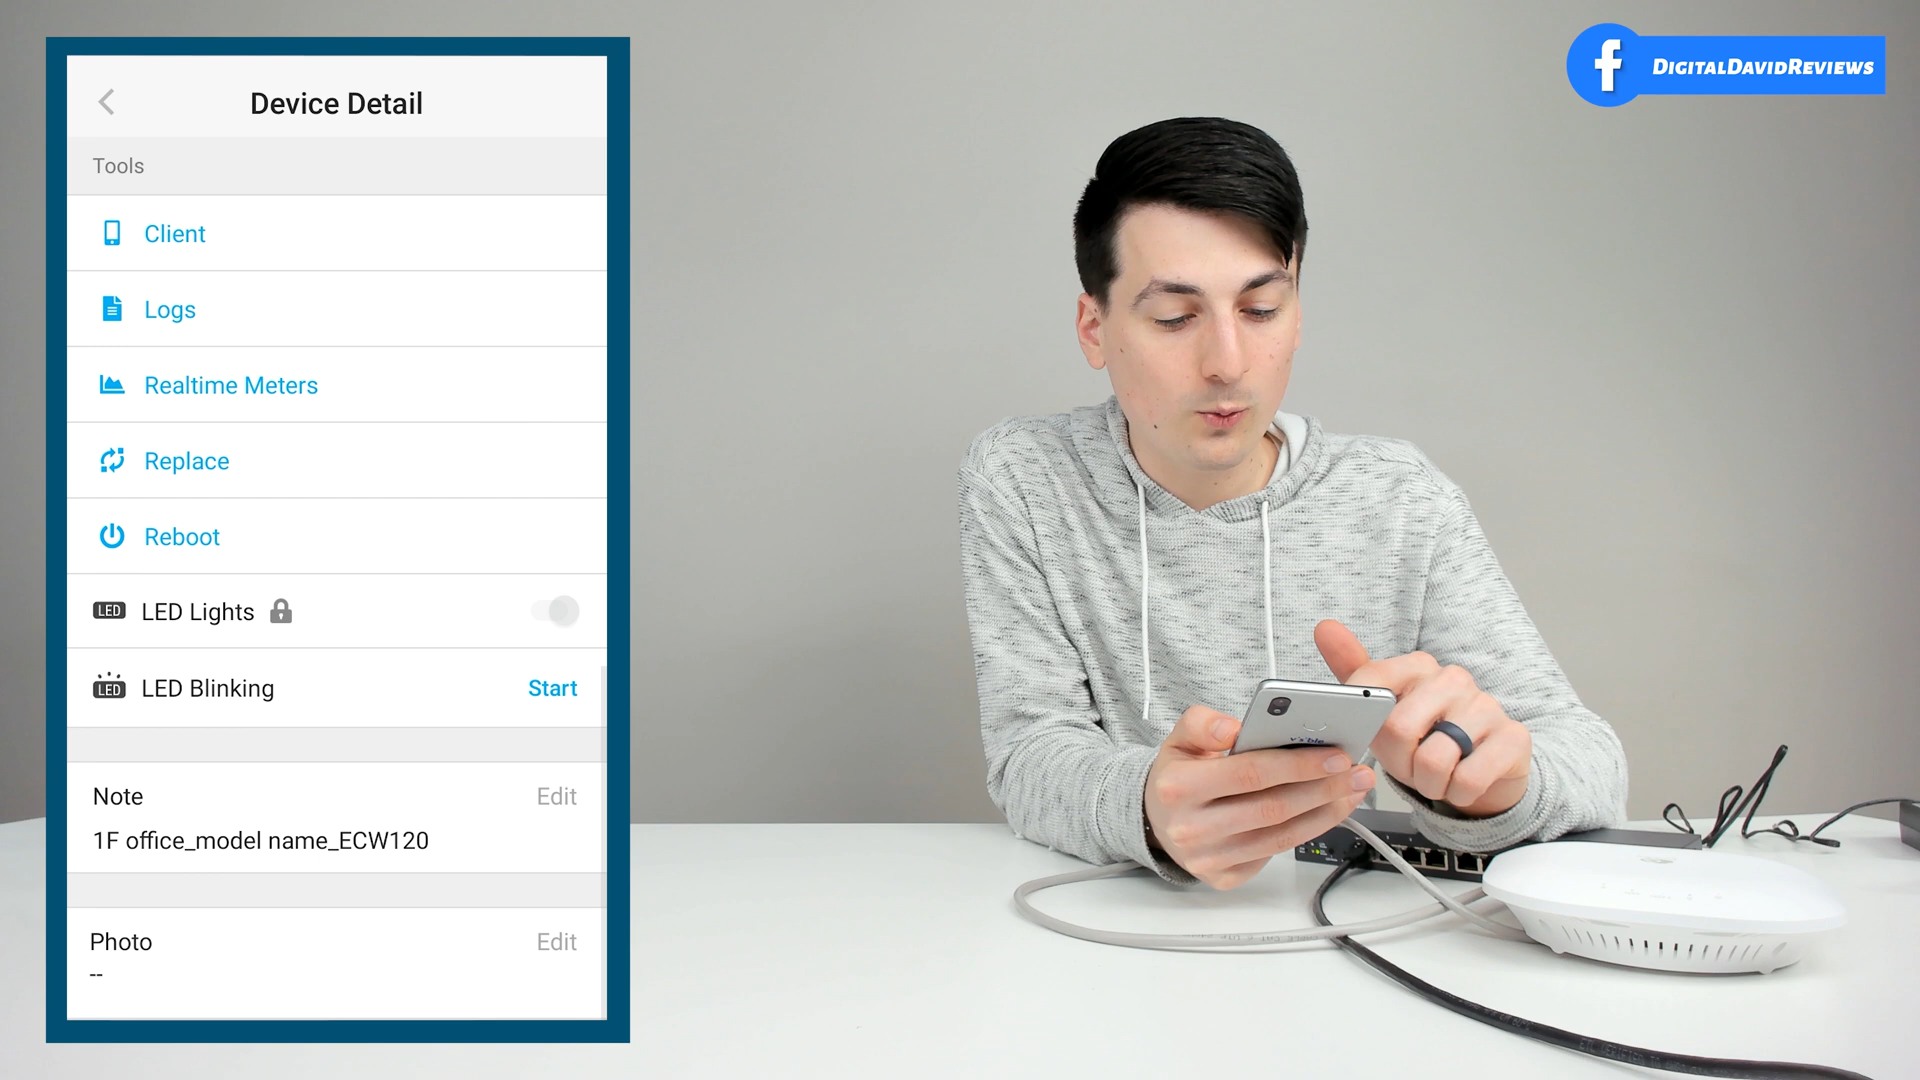 Device Detail
Tools
Client
Logs
Realtime Meters
Replace
Reboot
LED LED Lights
LED LED Blinking Start
Note Edit
1F office_model name_ECW120
Photo Edit
--
f DigitalDavidReviews